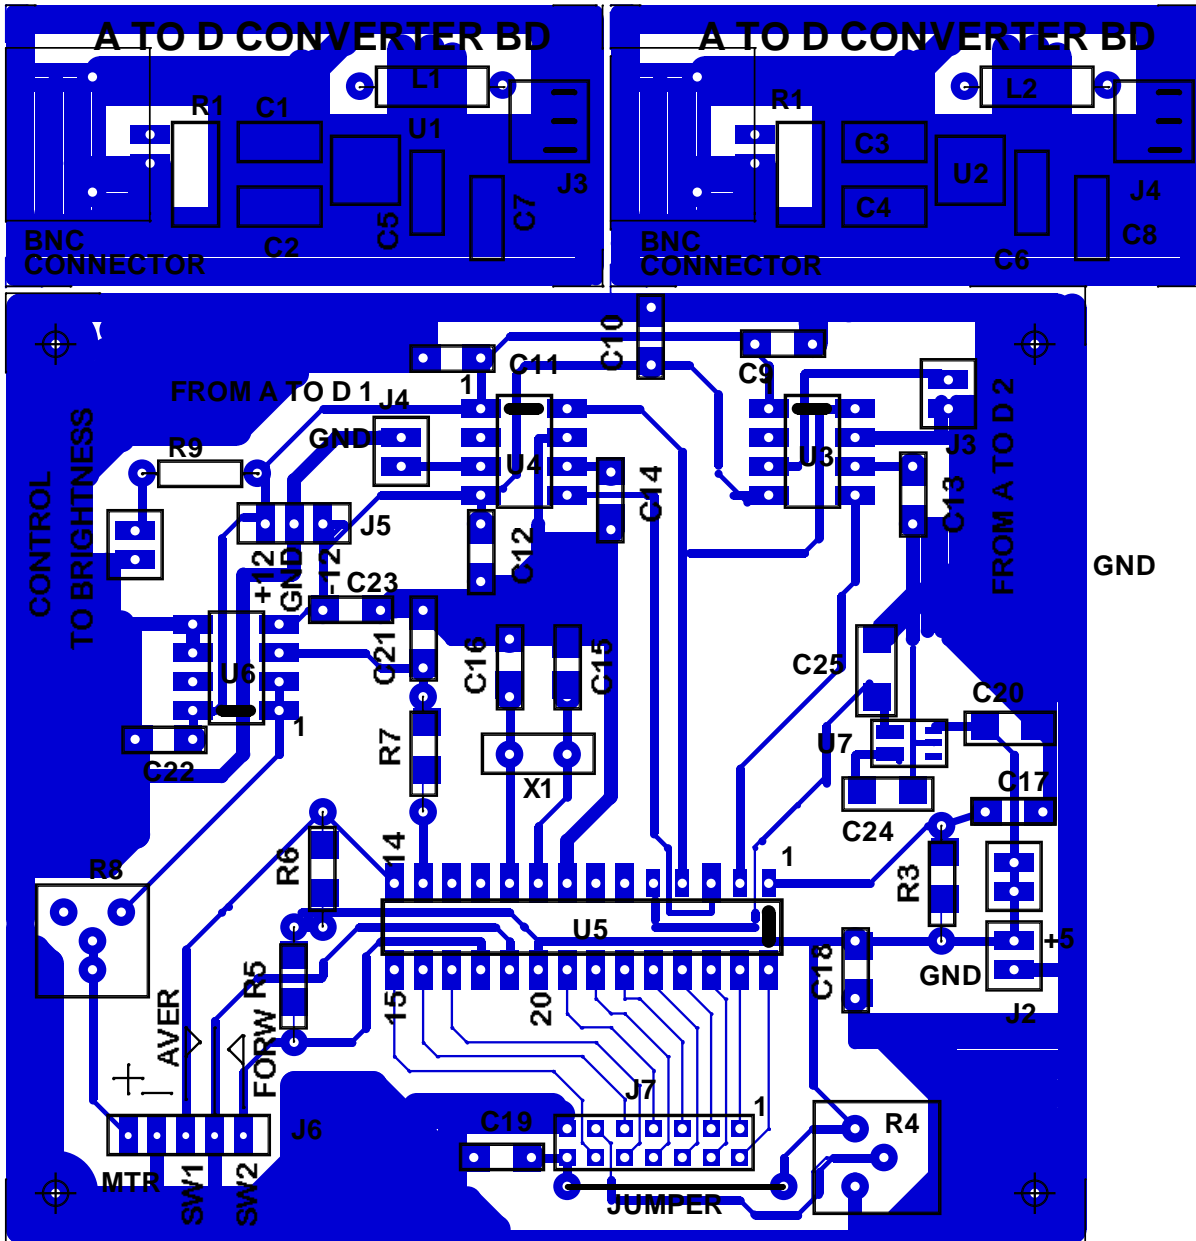 A TO D CONVERTER BD
L1
R1
C1
U1
J3
C5
C7
C2
BNC
CONNECTOR
A TO D CONVERTER BD
L2
R1
C3
U2
J4
C4
C8
C6
BNC
CONNECTOR
C10
C11
C9
1
FROM A TO D 1
J4
GND
R9
U4
C14
U3
J3
C13
FROM A TO D 2
GND
CONTROL
TO BRIGHTNESS
J5
+12
GND
-12
C12
C23
C21
C16
C15
C25
C20
U6
1
C22
R7
X1
U7
C17
C24
R8
R6
14
1
R3
U5
+5
GND
J2
C18
R5
15
20
AVER
FORW
+
-
J7
1
C19
R4
J6
MTR
SW1
SW2
JUMPER